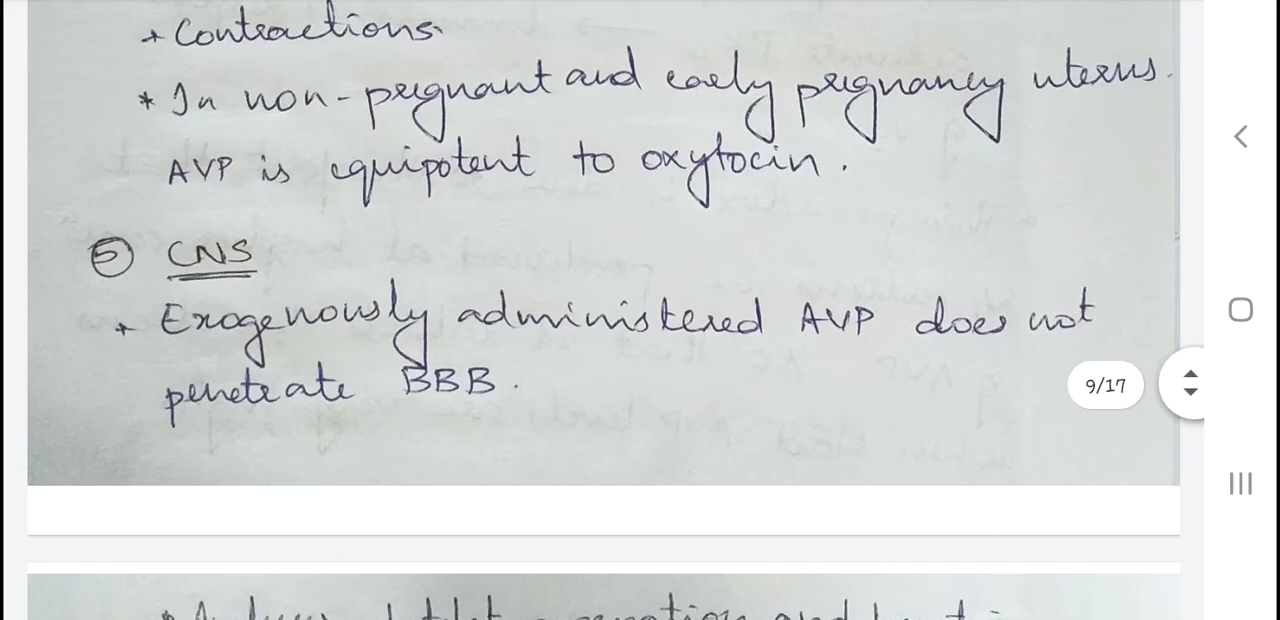 * Contractions.
* In non-pregnant and early pregnancy uterus.
AVP is equipotent to oxytocin.
⑤ CNS
* Exogenously administered AVP does not
penetrate BBB.
9/17